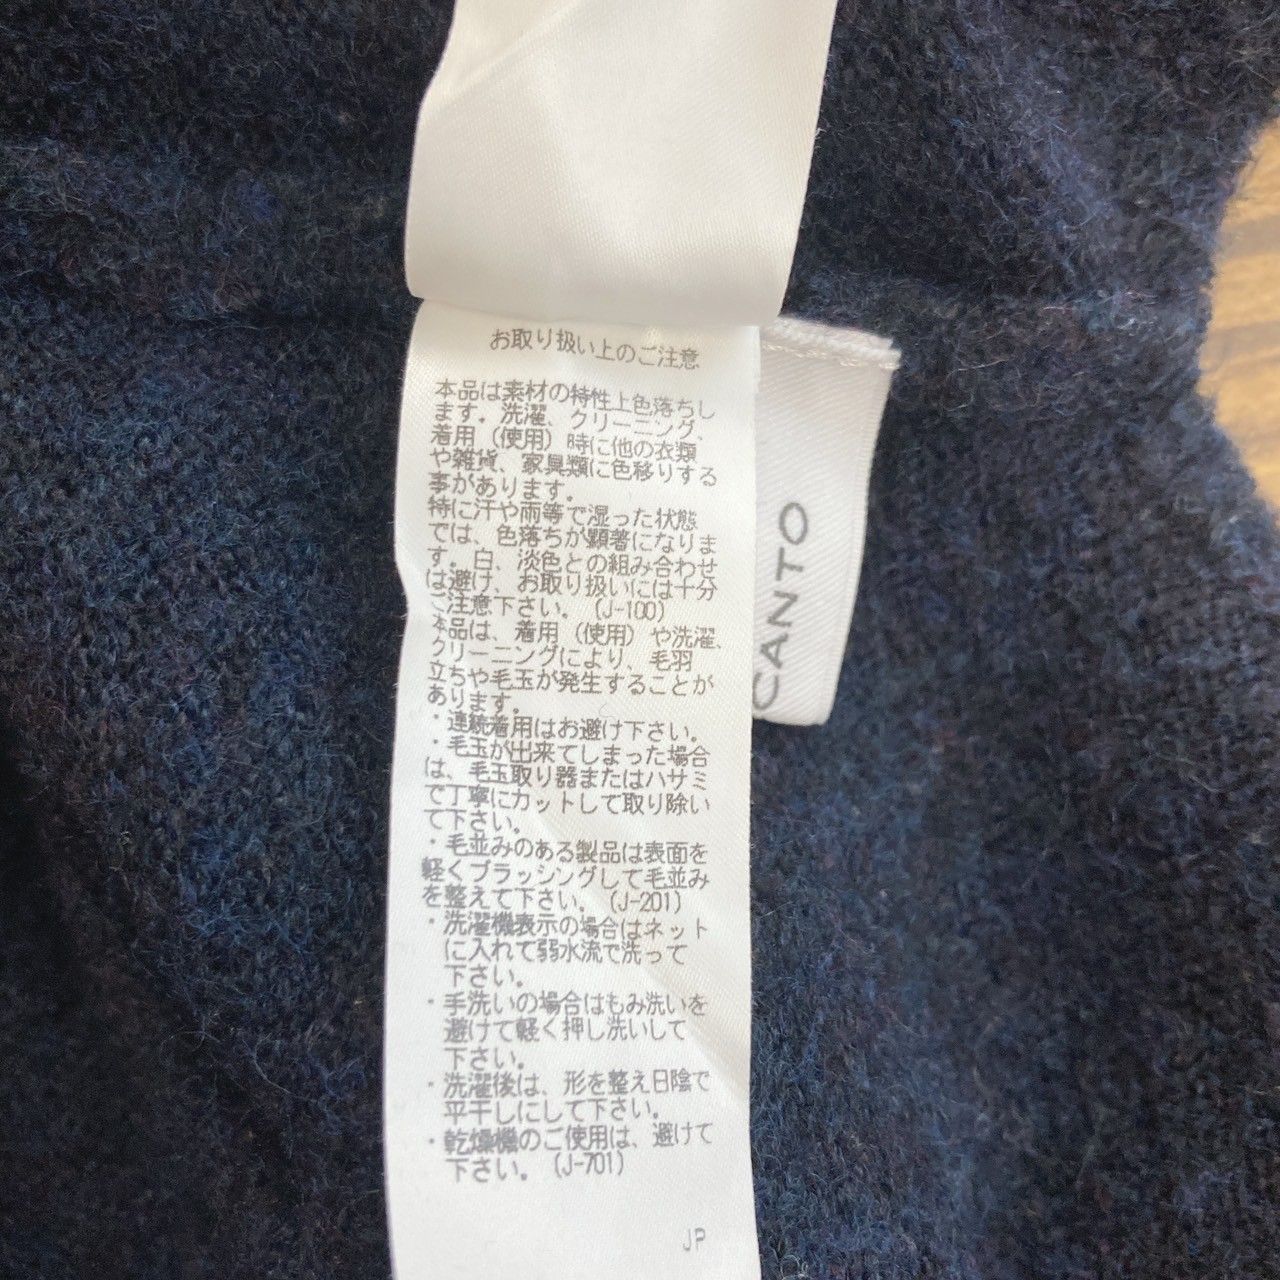 お取り扱い上のご注意
本品は素材の特性上色落ちし
ます。洗濯、クリーニング、
着用（使用）時に他の衣類
や雑貨、家具類に色移りする
事があります。
特に汗や雨等で湿った状態
では、色落ちが顕著になりま
す。白、淡色との組み合わせ
は避け、お取り扱いには十分
ご注意下さい。（J-100）
本品は、着用（使用）や洗濯、
クリーニングにより、毛羽
立ちや毛玉が発生することが
あります。
・連続着用はお避け下さい。
・毛玉が出来てしまった場合
は、毛玉取り器またはハサミ
で丁寧にカットして取り除い
て下さい。
・毛並みのある製品は表面を
軽くブラッシングして毛並み
を整えて下さい。（J-201）
・洗濯機表示の場合はネット
に入れて弱水流で洗って
下さい。
・手洗いの場合はもみ洗いを
避けて軽く押し洗いして
下さい。
・洗濯後は、形を整え日陰で
平干しにして下さい。
・乾燥機のご使用は、避けて
下さい。（J-701）
JP
CANTO